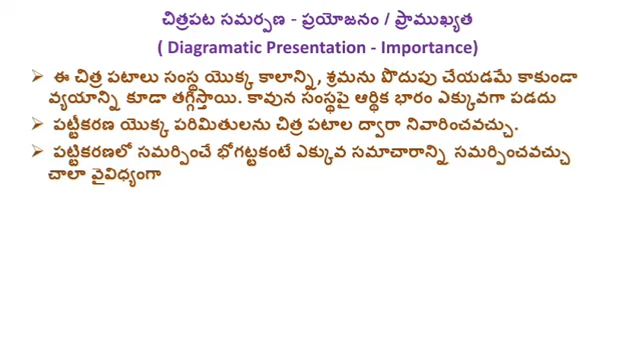 చిత్రపట సమర్పణ - ప్రయోజనం / ప్రాముఖ్యత
( Diagramatic Presentation - Importance)
➢ ఈ చిత్ర పటాలు సంస్థ యొక్క కాలాన్ని, శ్రమను పొదుపు చేయడమే కాకుండా
వ్యయాన్ని కూడా తగ్గిస్తాయి. కావున సంస్థపై ఆర్థిక భారం ఎక్కువగా పడదు
➢ పట్టీకరణ యొక్క పరిమితులను చిత్ర పటాల ద్వారా నివారించవచ్చు.
➢ పట్టికరణలో సమర్పించే భోగట్టకంటే ఎక్కువ సమాచారాన్ని సమర్పించవచ్చు
చాలా వైవిధ్యంగా